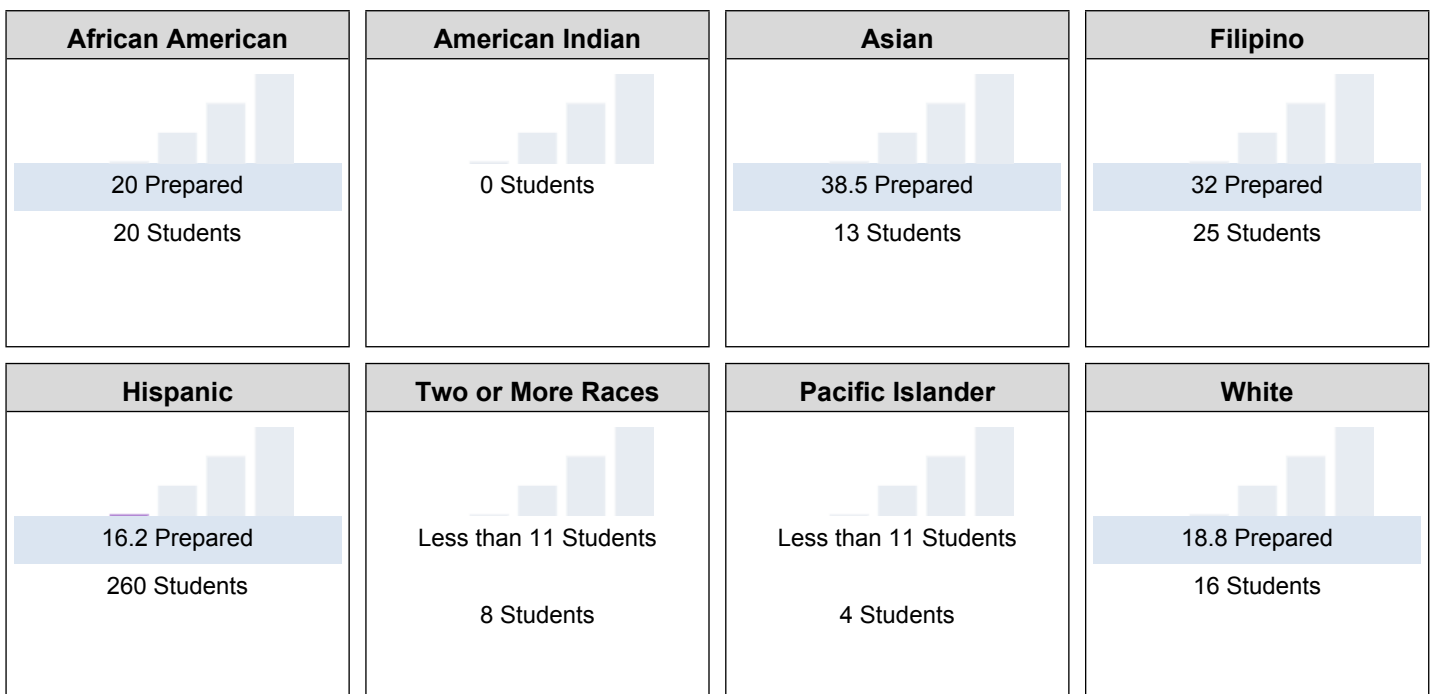 African American
20 Prepared
20 Students
American Indian
0 Students
Asian
38.5 Prepared
13 Students
Filipino
32 Prepared
25 Students
Hispanic
16.2 Prepared
260 Students
Two or More Races
Less than 11 Students
8 Students
Pacific Islander
Less than 11 Students
4 Students
White
18.8 Prepared
16 Students